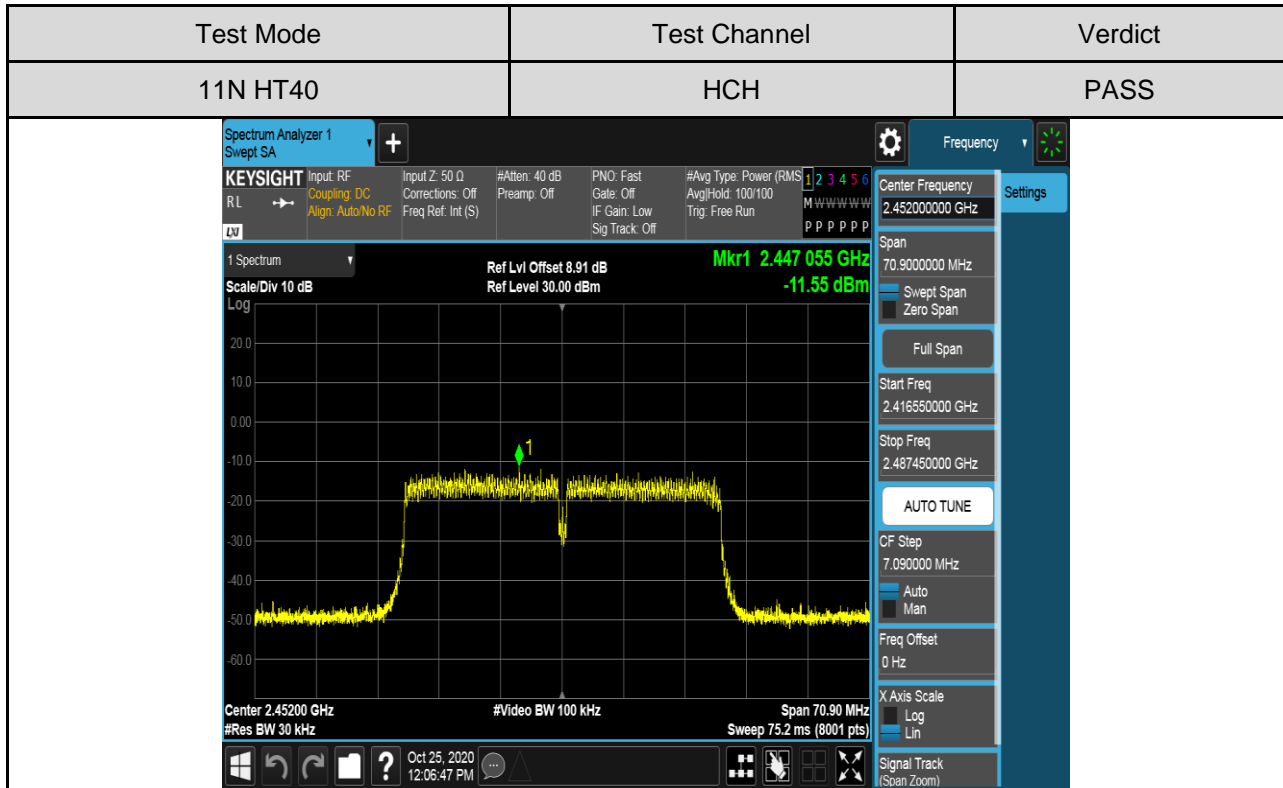 Test Mode Test Channel Verdict
11N HT40 HCH PASS
Spectrum Analyzer 1
Swept SA
+
Frequency
KEYSIGHT
RL
LXI
Input: RF
Coupling: DC
Align: Auto/No RF
Input Z: 50 Ω
Corrections: Off
Freq Ref: Int (S)
#Atten: 40 dB
Preamp: Off
PNO: Fast
Gate: Off
IF Gain: Low
Sig Track: Off
#Avg Type: Power (RMS
Avg|Hold: 100/100
Trig: Free Run
1 2 3 4 5 6
M W W W W W
P P P P P P
1 Spectrum
Scale/Div 10 dB
Ref Lvl Offset 8.91 dB
Ref Level 30.00 dBm
Mkr1 2.447 055 GHz
-11.55 dBm
Log
20.0
10.0
0.00
-10.0
-20.0
-30.0
-40.0
-50.0
-60.0
1
Center 2.45200 GHz
#Res BW 30 kHz
#Video BW 100 kHz
Span 70.90 MHz
Sweep 75.2 ms (8001 pts)
?
Oct 25, 2020
12:06:47 PM
Center Frequency
2.452000000 GHz
Settings
Span
70.9000000 MHz
Swept Span
Zero Span
Full Span
Start Freq
2.416550000 GHz
Stop Freq
2.487450000 GHz
AUTO TUNE
CF Step
7.090000 MHz
Auto
Man
Freq Offset
0 Hz
X Axis Scale
Log
Lin
Signal Track
(Span Zoom)